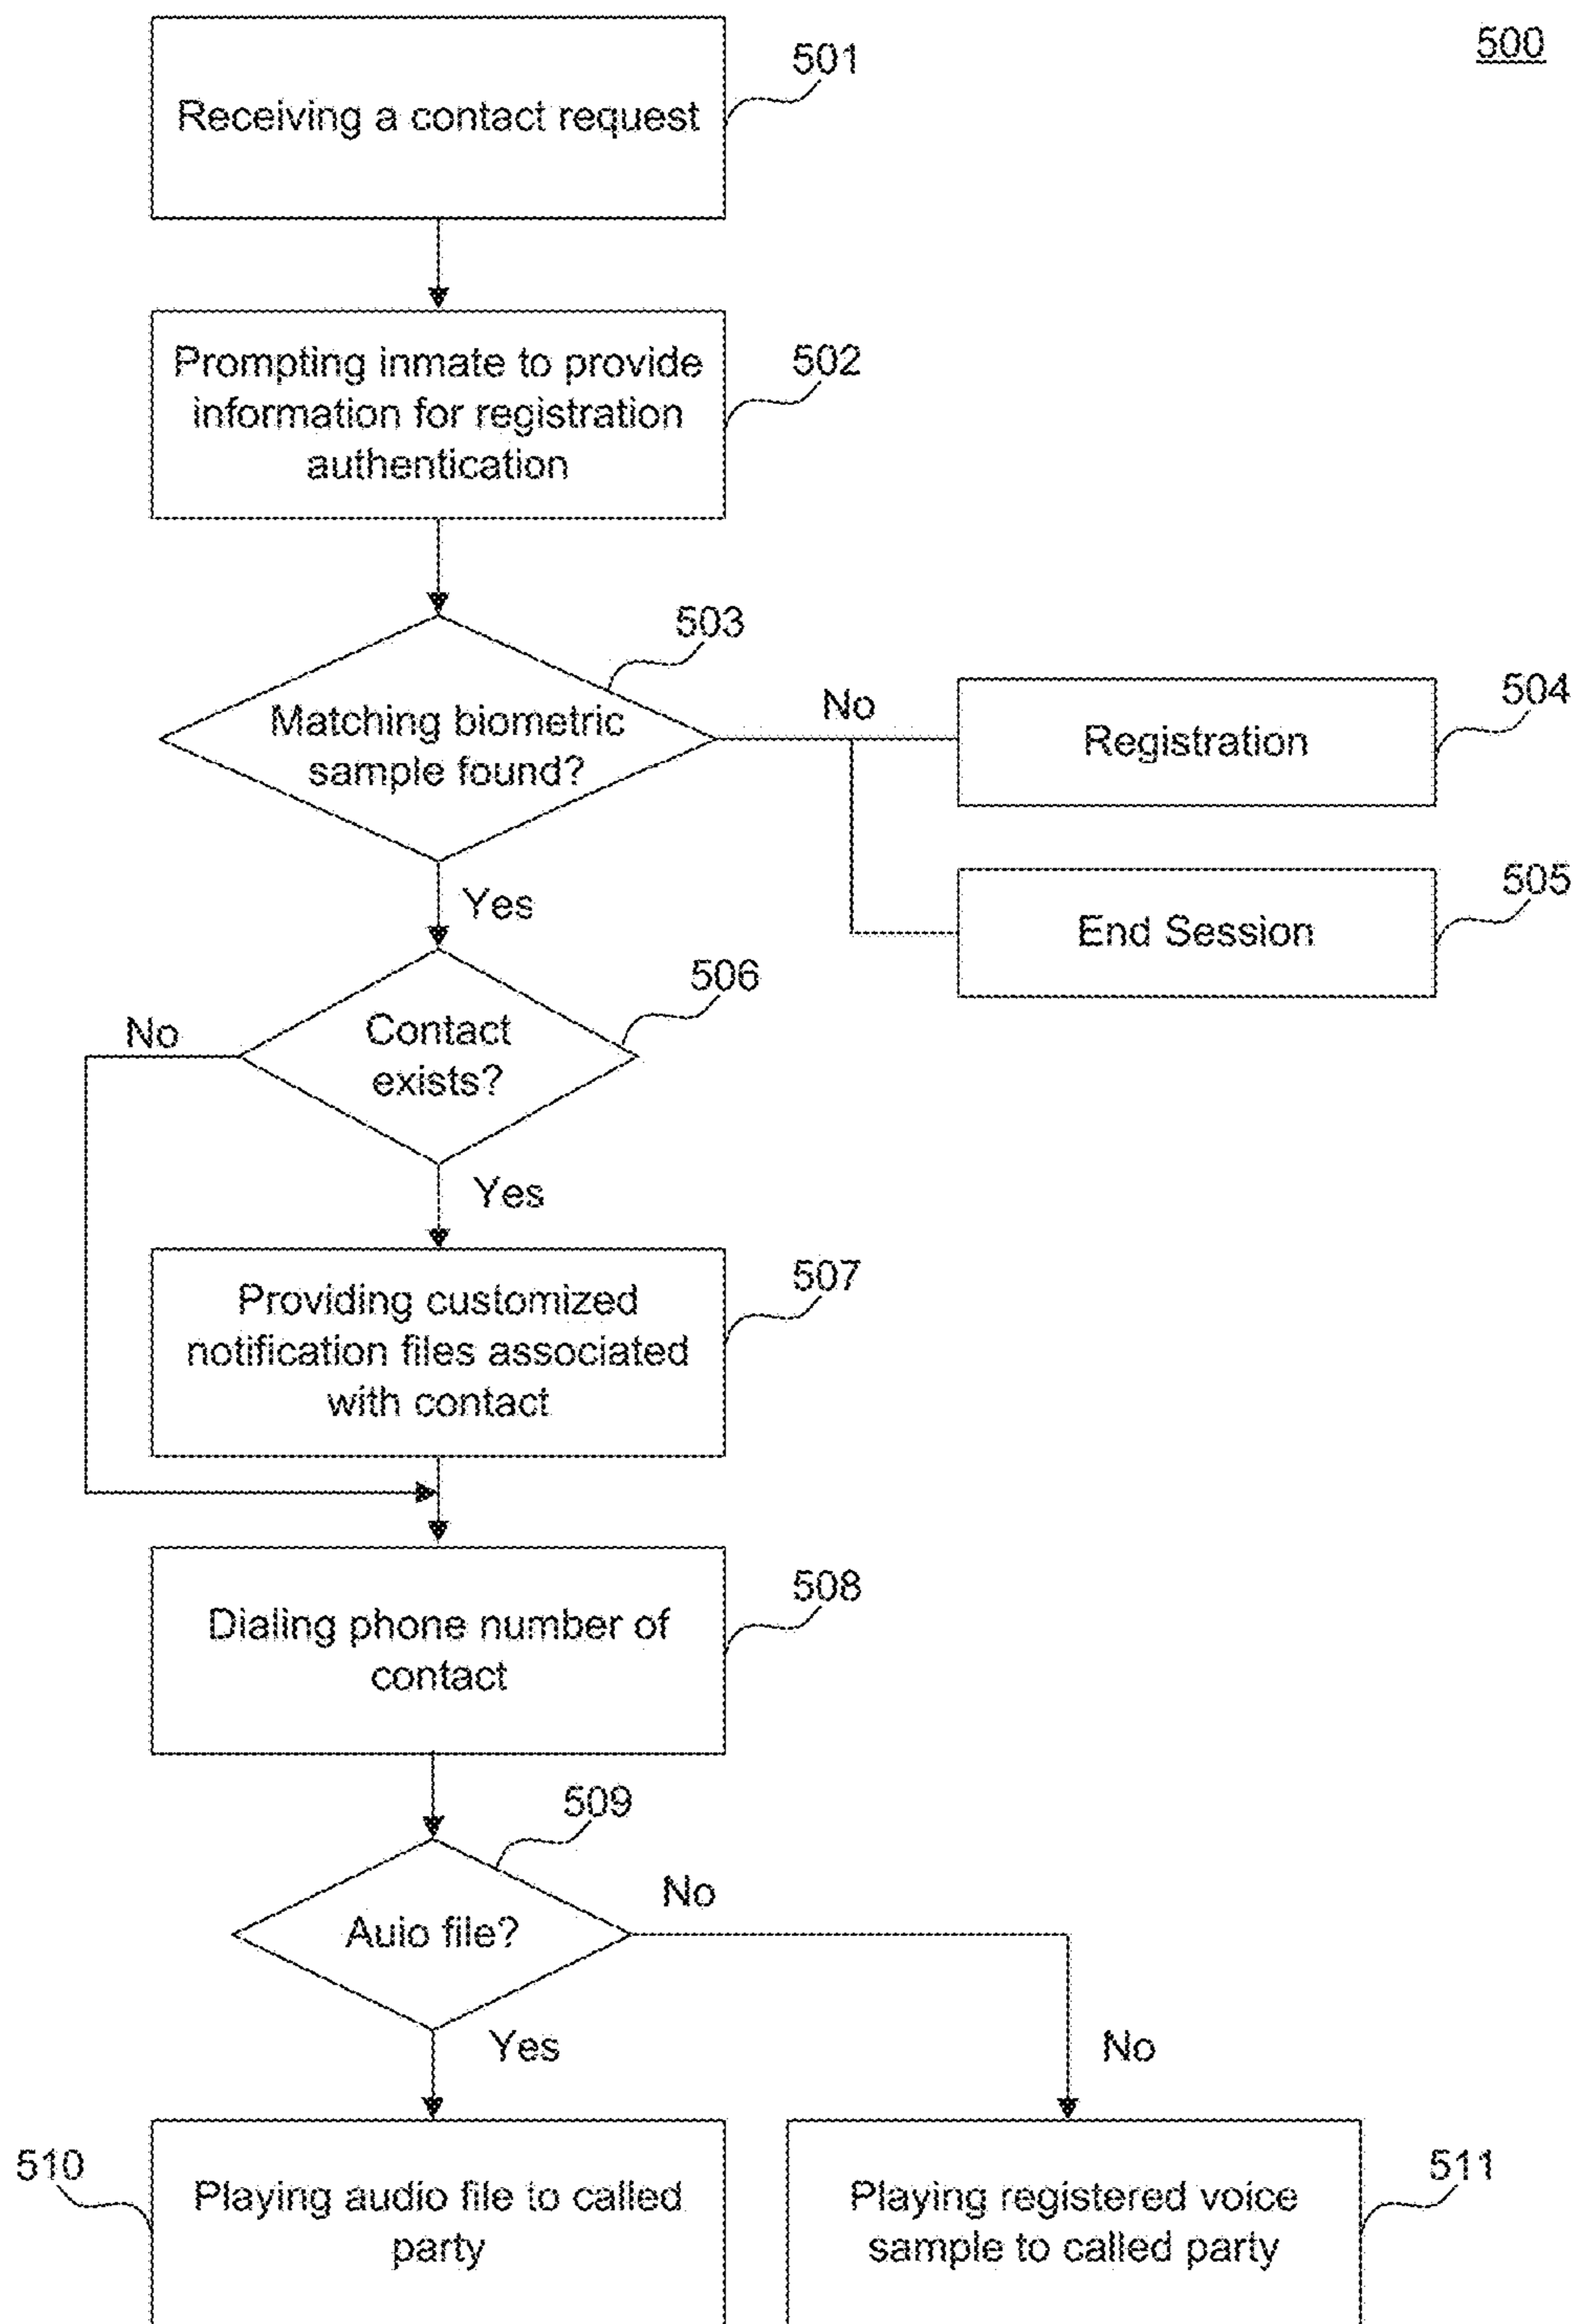 500
501
Receiving a contact request
502
Prompting inmate to provide
information for registration
authentication
503
Matching biometric
sample found?
No
504
Registration
505
End Session
Yes
506
Contact
exists?
No
Yes
507
Providing customized
notification files associated
with contact
508
Dialing phone number of
contact
509
Auio file?
No
Yes
No
510
Playing audio file to called
party
511
Playing registered voice
sample to called party